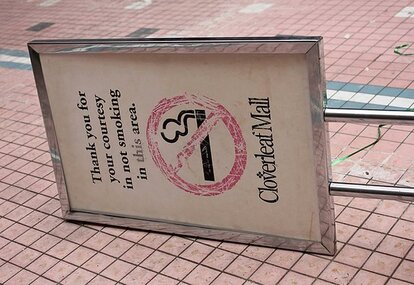 Thank you for
your courtesy
in not smoking
in this area.
Cloverleaf Mall